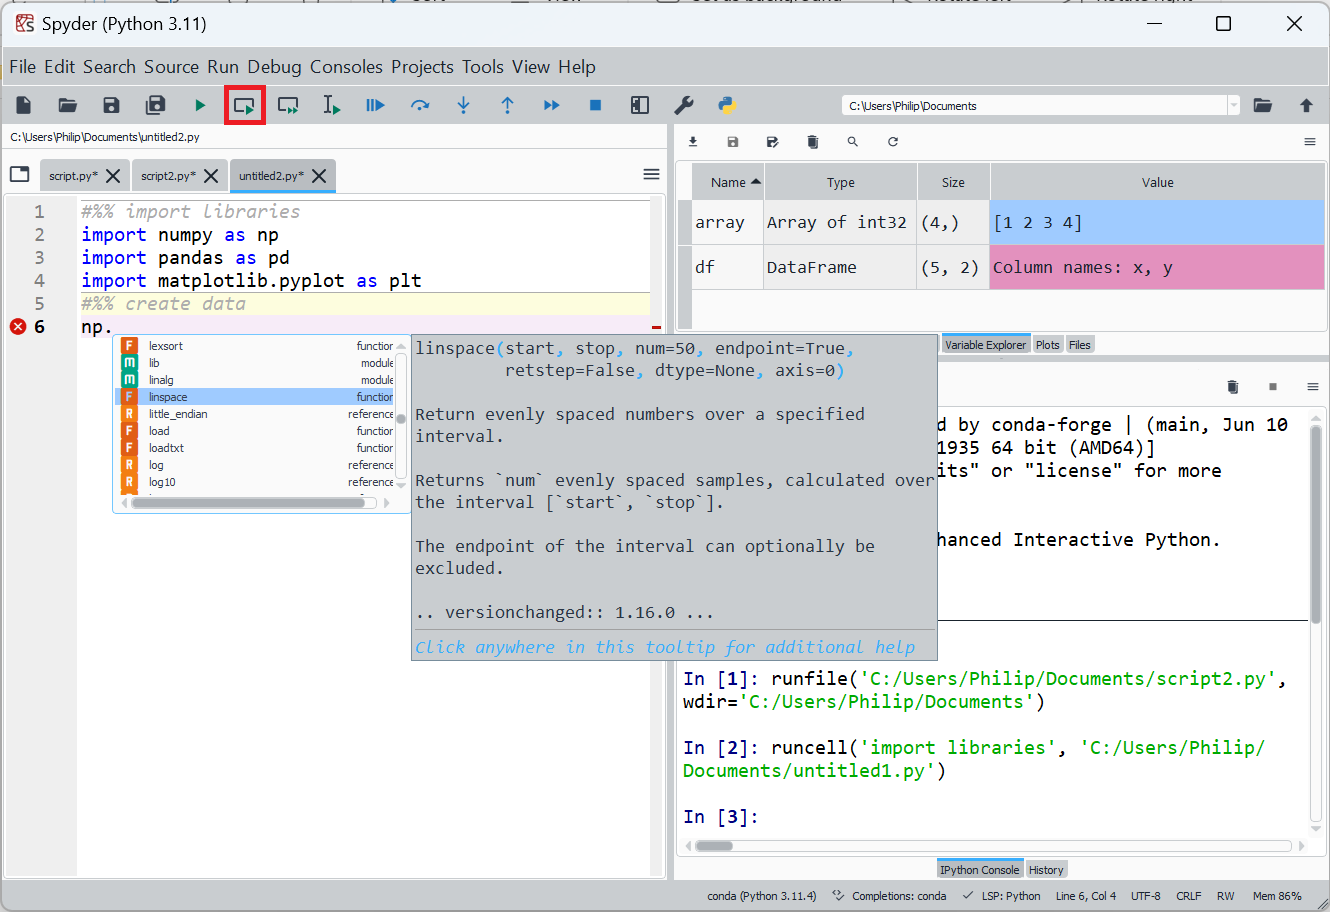 Spyder (Python 3.11)
File Edit Search Source Run Debug Consoles Projects Tools View Help
C:\Users\Philip\Documents
C:\Users\Philip\Documents\untitled2.py
script.py*
script2.py*
untitled2.py*
1 #%% import libraries
2 import numpy as np
3 import pandas as pd
4 import matplotlib.pyplot as plt
5 #%% create data
6 np.
F lexsort function
m lib module
m linalg module
F linspace function
R little_endian reference
F load function
F loadtxt function
R log reference
R log10 reference
linspace(start, stop, num=50, endpoint=True,
retstep=False, dtype=None, axis=0)
Return evenly spaced numbers over a specified
interval.
Returns `num` evenly spaced samples, calculated over
the interval [`start`, `stop`].
The endpoint of the interval can optionally be
excluded.
.. versionchanged:: 1.16.0 ...
Click anywhere in this tooltip for additional help
Name Type Size Value
array Array of int32 (4,) [1 2 3 4]
df DataFrame (5, 2) Column names: x, y
Variable Explorer Plots Files
d by conda-forge | (main, Jun 10
1935 64 bit (AMD64)]
its" or "license" for more
hanced Interactive Python.
In [1]: runfile('C:/Users/Philip/Documents/script2.py',
wdir='C:/Users/Philip/Documents')
In [2]: runcell('import libraries', 'C:/Users/Philip/
Documents/untitled1.py')
In [3]:
IPython Console History
conda (Python 3.11.4) Completions: conda LSP: Python Line 6, Col 4 UTF-8 CRLF RW Mem 86%